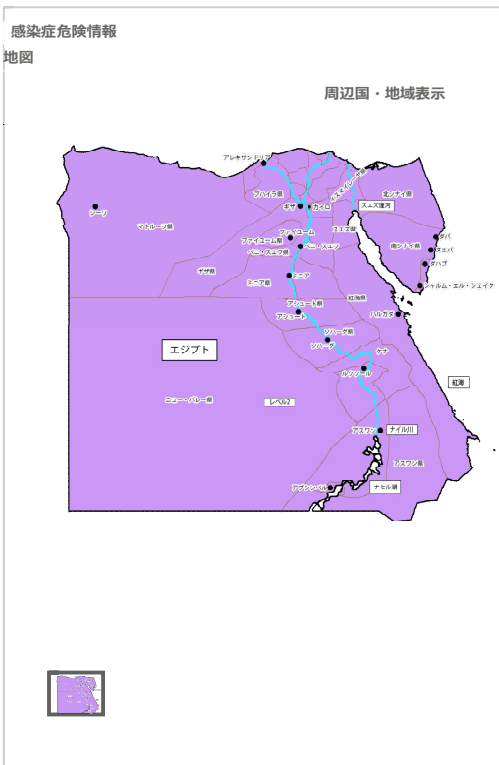 感染症危険情報
地図
周辺国・地域表示
アレキサンドリア
イスマイレーヤ県
ブハイラ県
北シナイ県
シーワ
ギザ
カイロ
スエズ運河
マトルーン県
スエズ県
ファイユーム
ダバ
ファイユーム県
ベニ・スエフ
南シナイ県
ヌエバ
ベニ・スエフ県
ギザ県
ダハブ
ミニア
ミニア県
シャルム・エル・シェイク
紅海県
アシュート県
アシュート
ハルガダ
ソハーグ県
ソハーグ
ケナ
エジプト
ルクソール
紅海
ニュー・バレー県
レベル2
アスワン
ナイル川
アスワン県
アブシンベル
ナセル湖